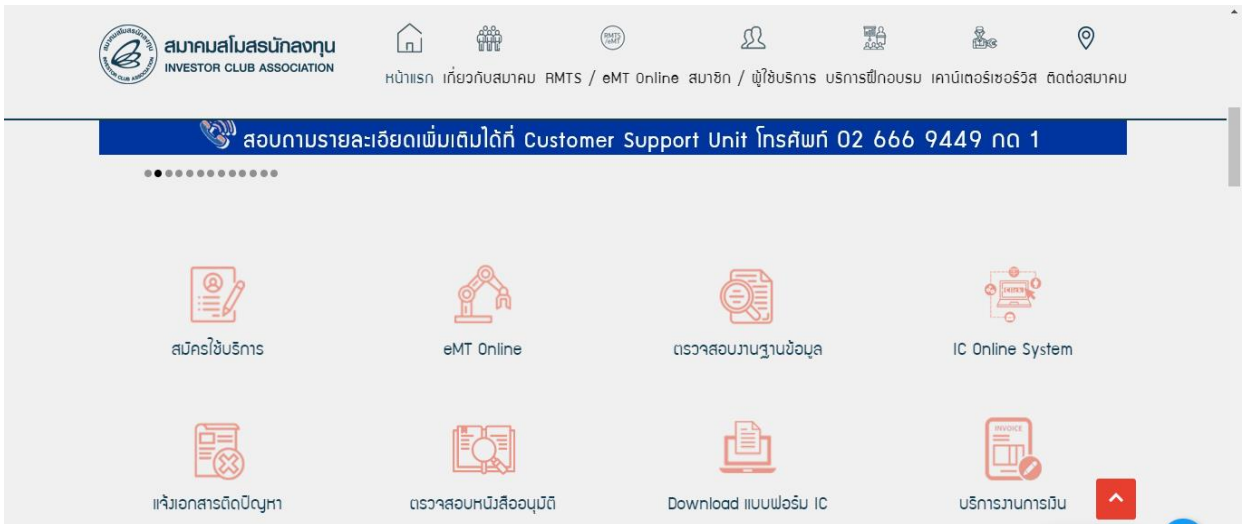 สมาคมสโมสรนักลงทุน
INVESTOR CLUB ASSOCIATION
RMTS
/eMT
หน้าแรก เกี่ยวกับสมาคม RMTS / eMT Online สมาชิก / ผู้ใช้บริการ บริการฝึกอบรม เคาน์เตอร์เซอร์วิส ติดต่อสมาคม
สอบถามรายละเอียดเพิ่มเติมได้ที่ Customer Support Unit โทรศัพท์ 02 666 9449 กด 1
สมัครใช้บริการ eMT Online ตรวจสอบงานฐานข้อมูล IC Online System
INVOICE
แจ้งเอกสารติดปัญหา ตรวจสอบหนังสืออนุมัติ Download แบบฟอร์ม IC บริการงานการเงิน